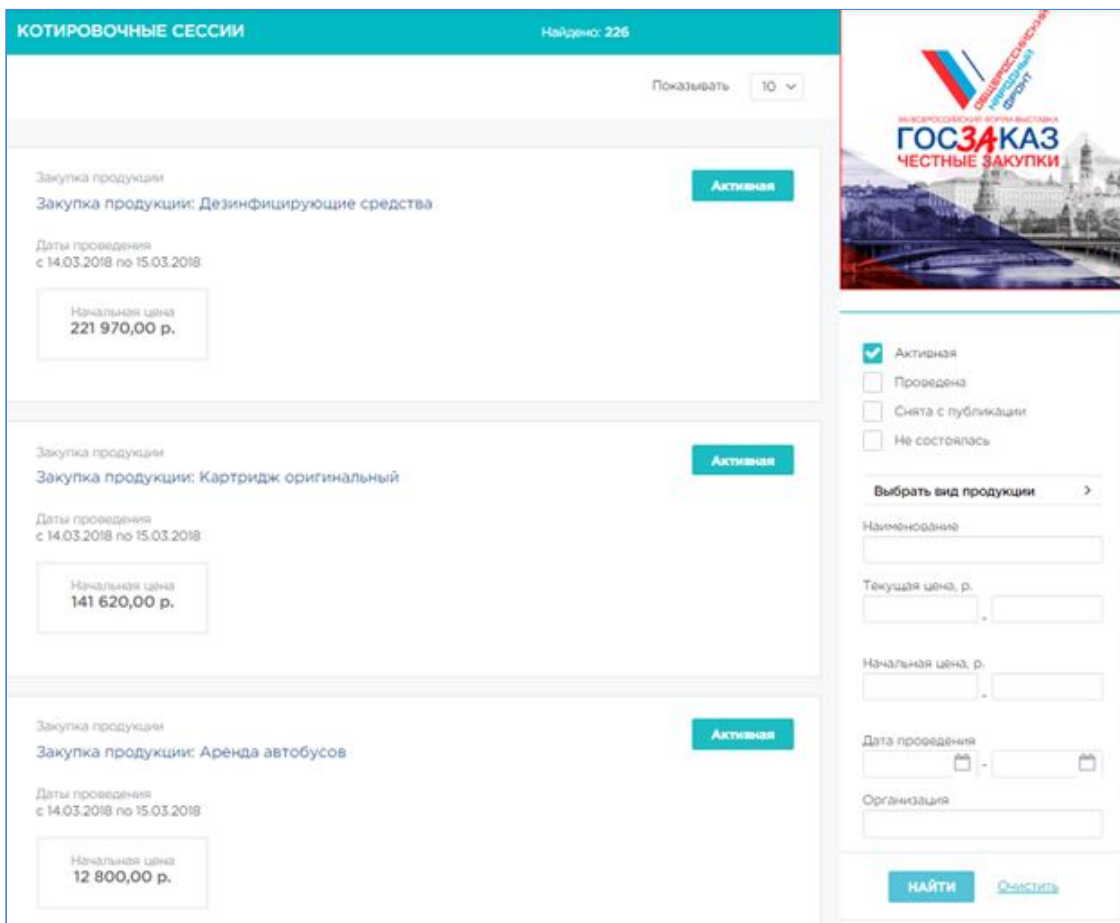 КОТИРОВОЧНЫЕ СЕССИИ
Найдено: 226
Показывать 10
Закупка продукции
Активная
Закупка продукции: Дезинфицирующие средства
Даты проведения
с 14.03.2018 по 15.03.2018
Начальная цена
221 970,00 р.
Закупка продукции
Активная
Закупка продукции: Картридж оригинальный
Даты проведения
с 14.03.2018 по 15.03.2018
Начальная цена
141 620,00 р.
Закупка продукции
Активная
Закупка продукции: Аренда автобусов
Даты проведения
с 14.03.2018 по 15.03.2018
Начальная цена
12 800,00 р.
ОБЩЕРОССИЙСКИЙ
НАРОДНЫЙ
ФРОНТ
ВСЕРОССИЙСКИЙ ФОРУМ-ВЫСТАВКА
ГОСЗАКАЗ
ЧЕСТНЫЕ ЗАКУПКИ
Активная
Проведена
Снята с публикации
Не состоялась
Выбрать вид продукции >
Наименование
Текущая цена, р.
-
Начальная цена, р.
-
Дата проведения
-
Организация
НАЙТИ Очистить